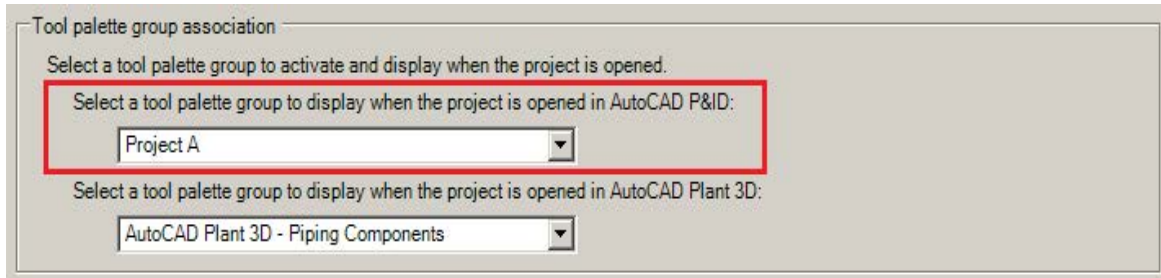 Tool palette group association
Select a tool palette group to activate and display when the project is opened.
Select a tool palette group to display when the project is opened in AutoCAD P&ID:
Project A
Select a tool palette group to display when the project is opened in AutoCAD Plant 3D:
AutoCAD Plant 3D - Piping Components